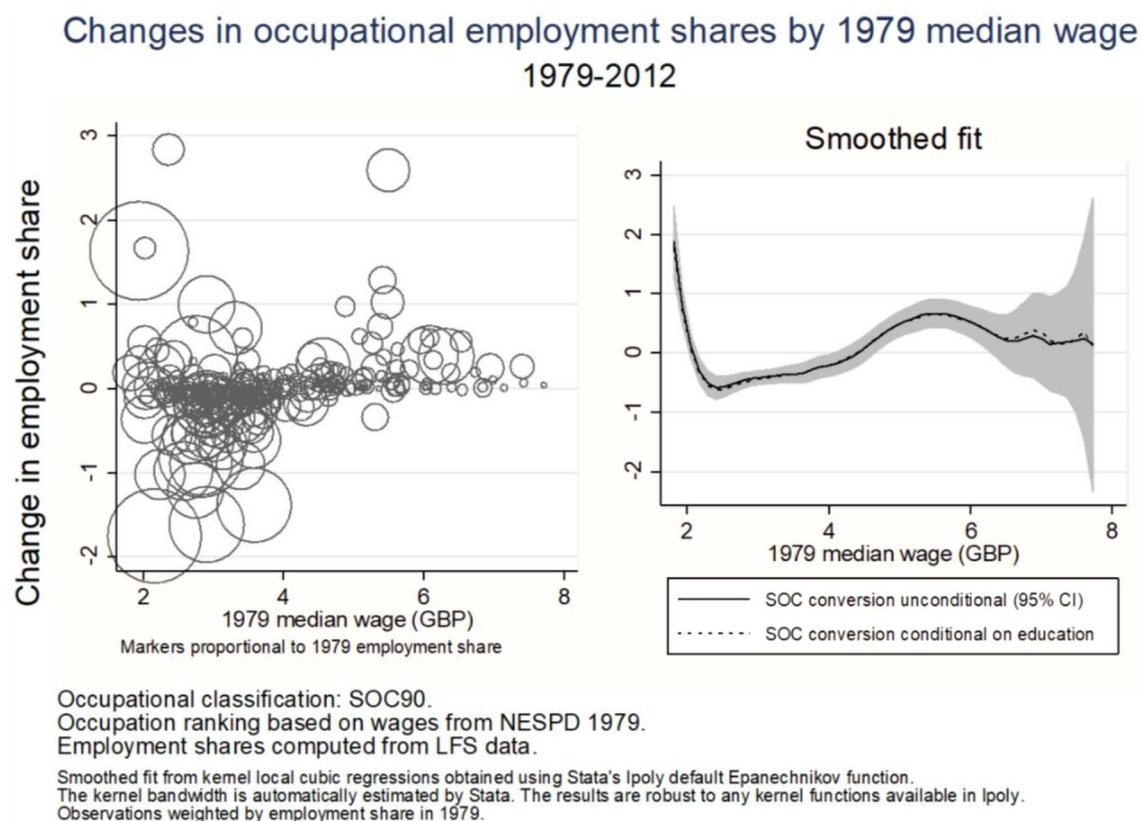 Changes in occupational employment shares by 1979 median wage
1979-2012
Change in employment share
3
2
1
0
-1
-2
2
4
6
8
1979 median wage (GBP)
Markers proportional to 1979 employment share
Smoothed fit
3
2
1
0
-1
-2
2
4
6
8
1979 median wage (GBP)
SOC conversion unconditional (95% CI)
SOC conversion conditional on education
Occupational classification: SOC90.
Occupation ranking based on wages from NESPD 1979.
Employment shares computed from LFS data.
Smoothed fit from kernel local cubic regressions obtained using Stata's lpoly default Epanechnikov function.
The kernel bandwidth is automatically estimated by Stata. The results are robust to any kernel functions available in lpoly.
Observations weighted by employment share in 1979.